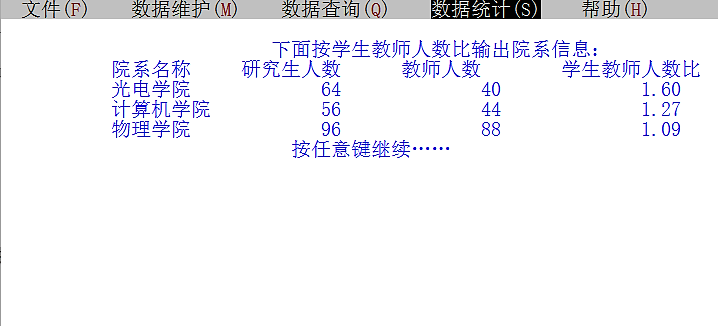 文件(F) 数据维护(M) 数据查询(Q) 数据统计(S) 帮助(H)
下面按学生教师人数比输出院系信息:
院系名称 研究生人数 教师人数 学生教师人数比
光电学院 64 40 1.60
计算机学院 56 44 1.27
物理学院 96 88 1.09
按任意键继续……